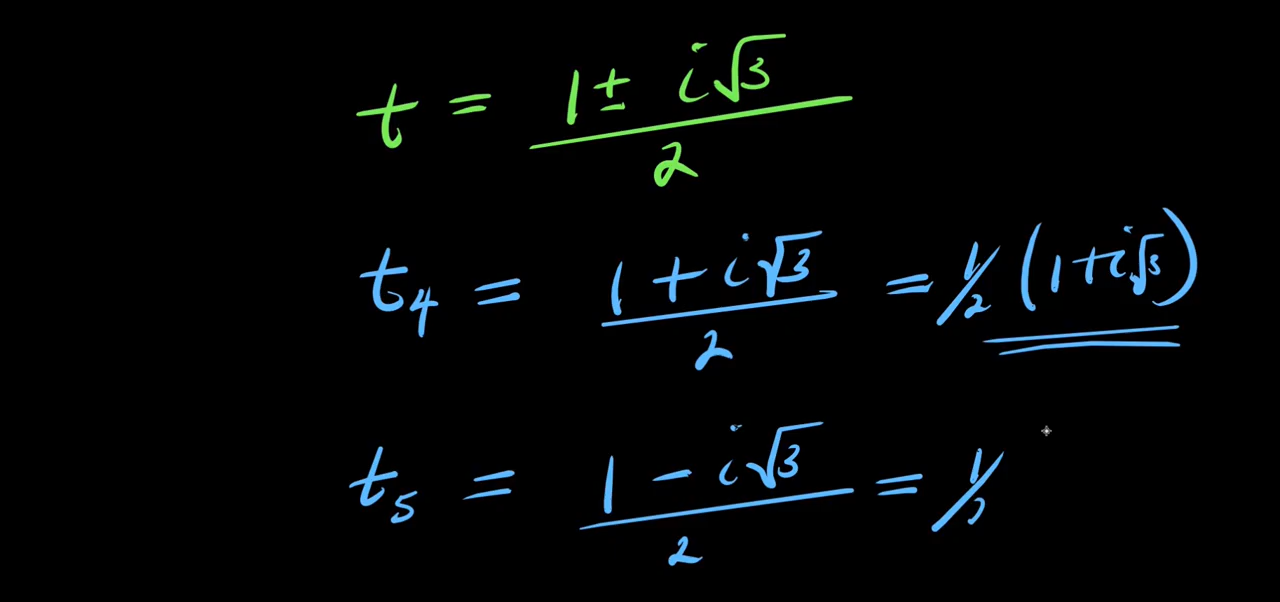 t = (1 ± i√3)/2
t₄ = (1 + i√3)/2 = 1/2 (1 + i√3)
t₅ = (1 − i√3)/2 = 1/2